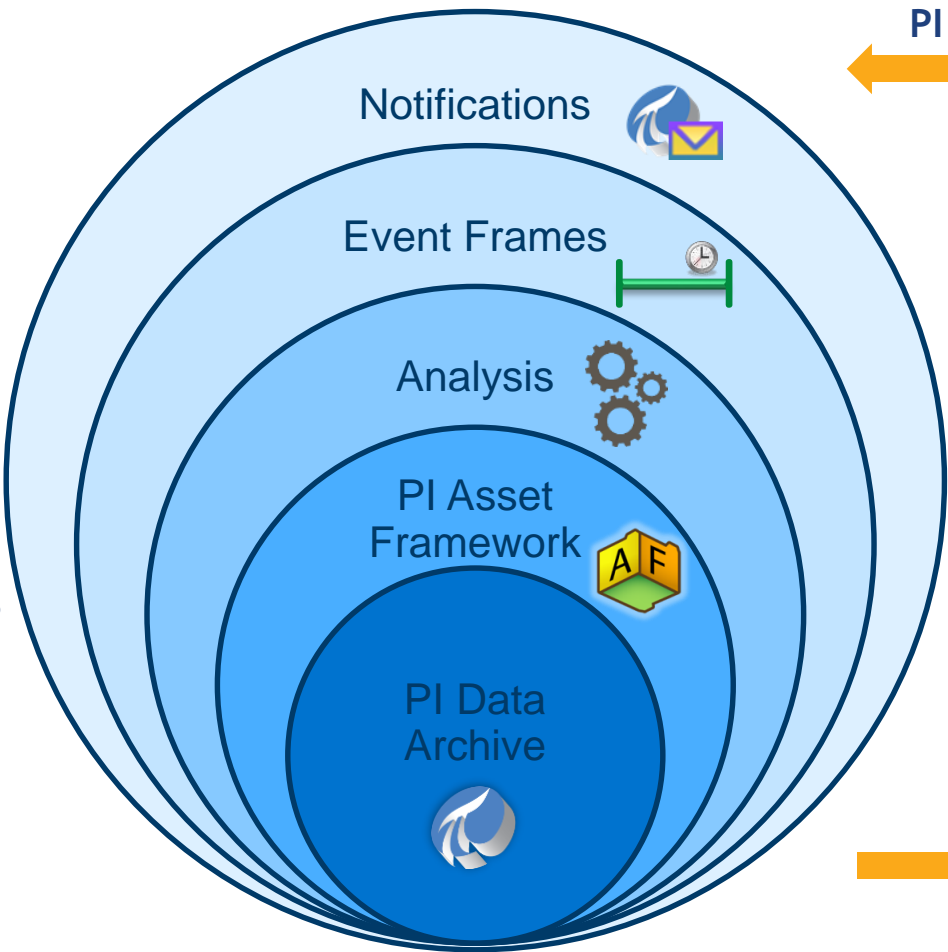 PI
Notifications
Event Frames
Analysis
PI Asset
Framework
A F
PI Data
Archive